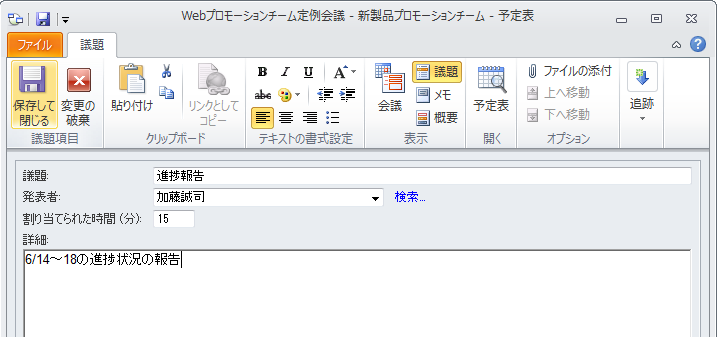 Webプロモーションチーム定例会議 - 新製品プロモーションチーム - 予定表
ファイル 議題
保存して閉じる 変更の破棄 貼り付け リンクとしてコピー B I U A abc 会議 議題 メモ 概要 予定表 ファイルの添付 上へ移動 下へ移動 追跡
議題項目 クリップボード テキストの書式設定 表示 開く オプション
議題: 進捗報告
発表者: 加藤誠司 検索...
割り当てられた時間(分): 15
詳細:
6/14～18の進捗状況の報告